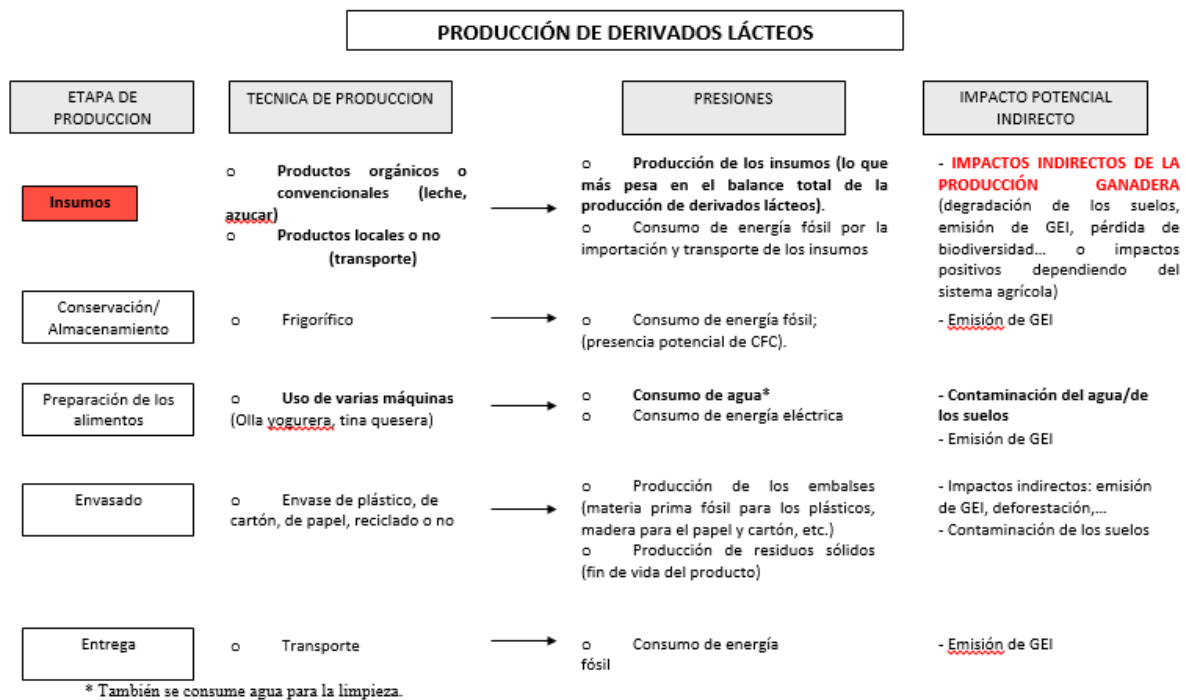 PRODUCCIÓN DE DERIVADOS LÁCTEOS
ETAPA DE
PRODUCCION
TECNICA DE PRODUCCION
PRESIONES
IMPACTO POTENCIAL
INDIRECTO
Insumos
o Productos orgánicos o
convencionales (leche,
azucar)
o Productos locales o no
(transporte)
o Producción de los insumos (lo que
más pesa en el balance total de la
producción de derivados lácteos).
o Consumo de energía fósil por la
importación y transporte de los insumos
- IMPACTOS INDIRECTOS DE LA
PRODUCCIÓN GANADERA
(degradación de los suelos,
emisión de GEI, pérdida de
biodiversidad... o impactos
positivos dependiendo del
sistema agrícola)
Conservación/
Almacenamiento
o Frigorífico
o Consumo de energía fósil;
(presencia potencial de CFC).
- Emisión de GEI
Preparación de los
alimentos
o Uso de varias máquinas
(Olla yogurera, tina quesera)
o Consumo de agua*
o Consumo de energía eléctrica
- Contaminación del agua/de
los suelos
- Emisión de GEI
Envasado
o Envase de plástico, de
cartón, de papel, reciclado o no
o Producción de los embalses
(materia prima fósil para los plásticos,
madera para el papel y cartón, etc.)
o Producción de residuos sólidos
(fin de vida del producto)
- Impactos indirectos: emisión
de GEI, deforestación,...
- Contaminación de los suelos
Entrega
o Transporte
o Consumo de energía
fósil
- Emisión de GEI
* También se consume agua para la limpieza.